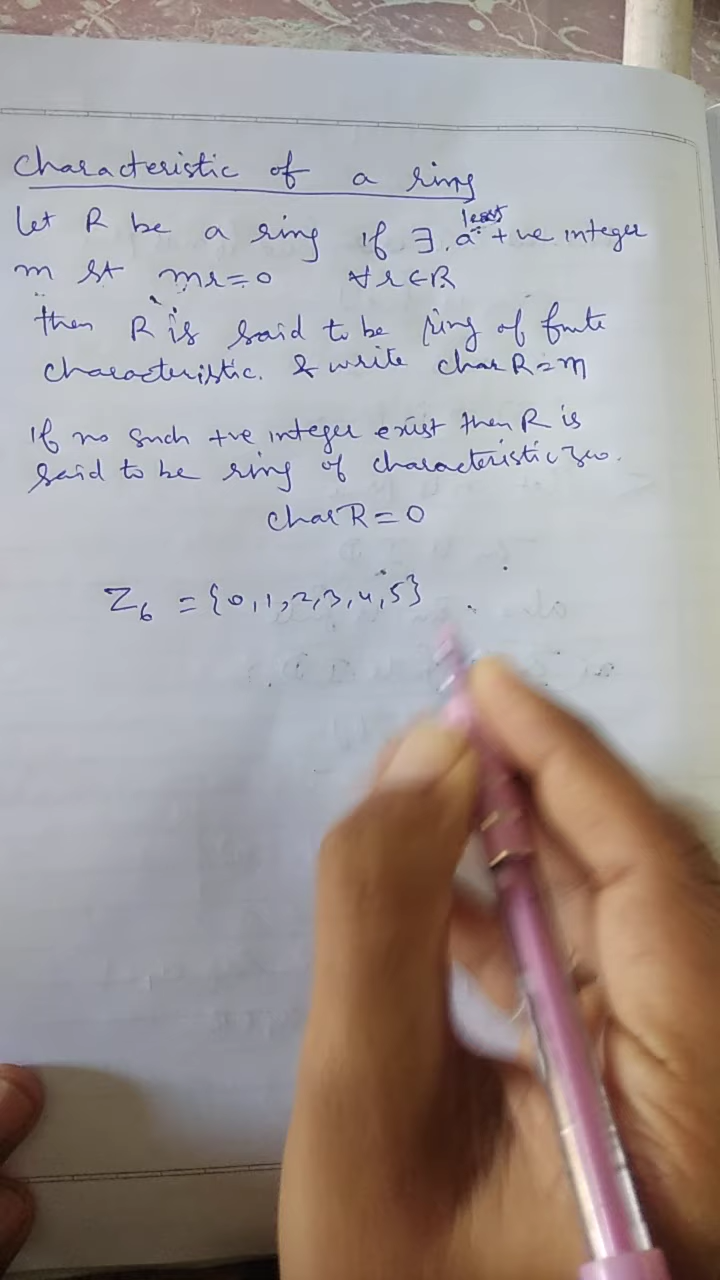 Characteristic of a ring
let R be a ring if ∃ a least +ve integer
m st mr=0 ∀ r∈R
then R is said to be ring of finite
characteristic. & write char R=m
If no such +ve integer exist then R is
said to be ring of characteristic zero.
char R=0
Z₆ = {0,1,2,3,4,5}